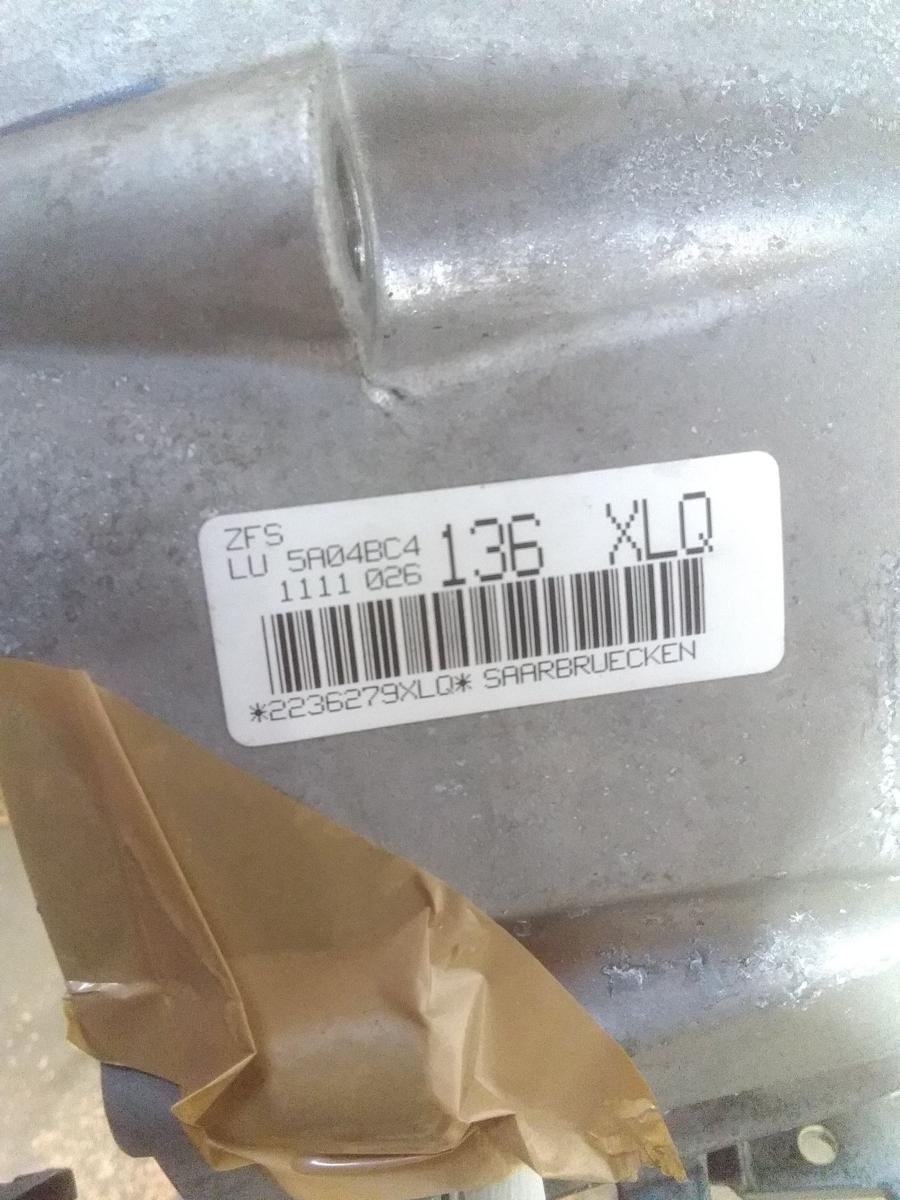 ZFS
LU 5A04BC4 136 XLQ
1111 026
*2236279XLQ* SAARBRUECKEN